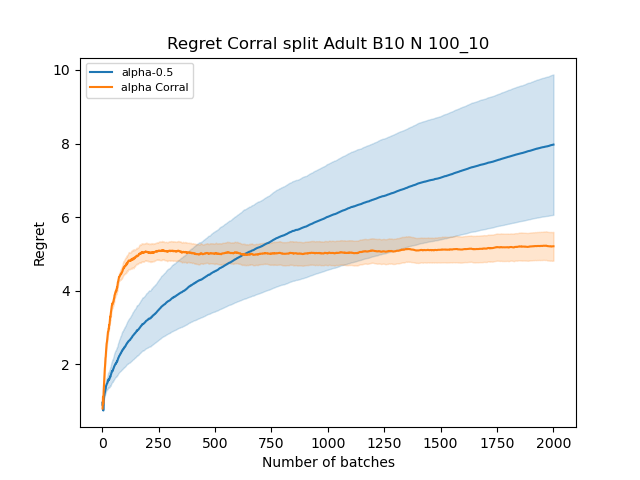 Regret Corral split Adult B10 N 100_10
alpha-0.5
alpha Corral
10
8
6
4
2
Regret
0 250 500 750 1000 1250 1500 1750 2000
Number of batches